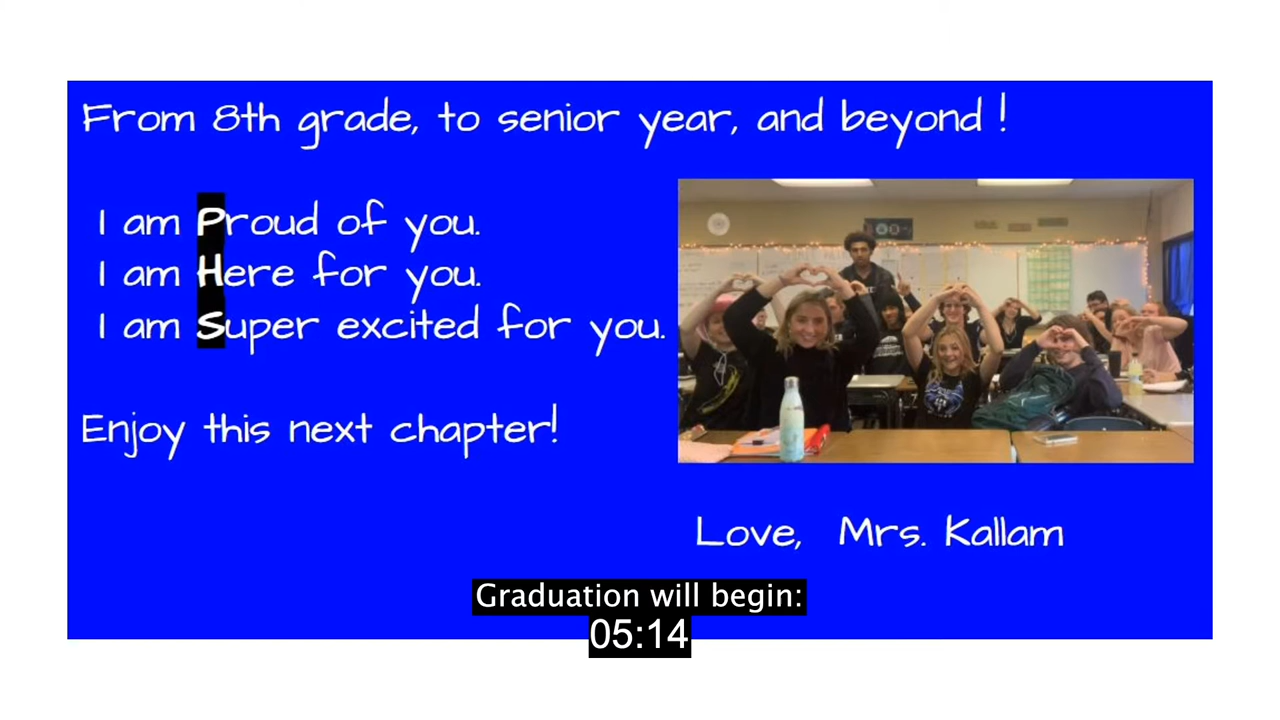 From 8th grade, to senior year, and beyond !
I am Proud of you.
I am Here for you.
I am Super excited for you.
Enjoy this next chapter!
Love, Mrs. Kallam
Graduation will begin:
05:14